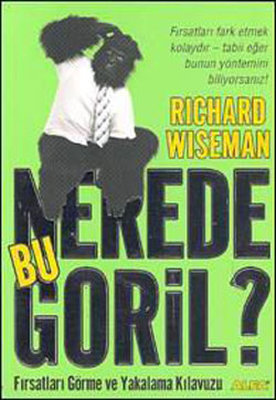 Fırsatları fark etmek
kolaydır – tabii eğer
bunun yöntemini
biliyorsanız!
RICHARD
WISEMAN
NEREDE
BU
GORİL?
Fırsatları Görme ve Yakalama Kılavuzu
ALFA